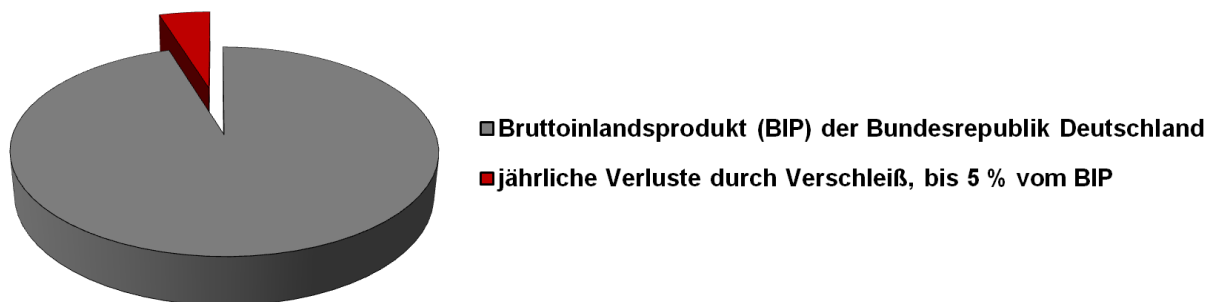 Bruttoinlandsprodukt (BIP) der Bundesrepublik Deutschland
jährliche Verluste durch Verschleiß, bis 5 % vom BIP